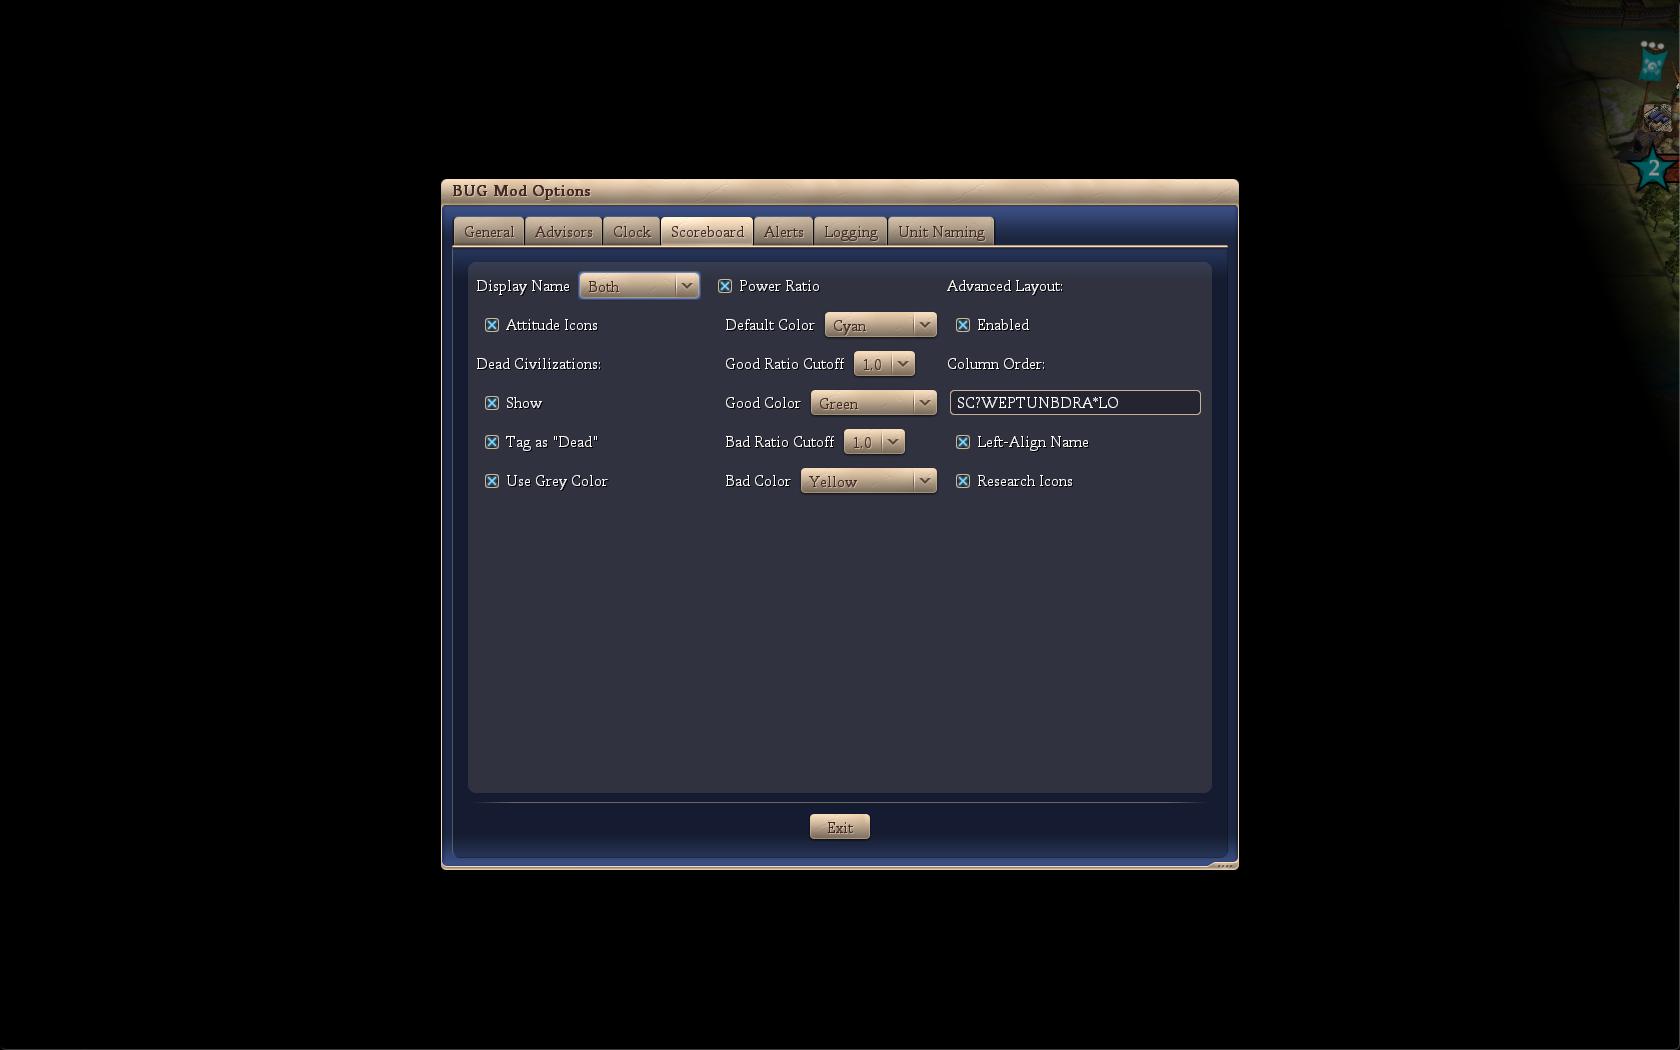 BUG Mod Options
General Advisors Clock Scoreboard Alerts Logging Unit Naming
Display Name Both Power Ratio Advanced Layout:
Attitude Icons Default Color Cyan Enabled
Dead Civilizations: Good Ratio Cutoff 1.0 Column Order:
Show Good Color Green SC?WEPTUNBDRA*LO
Tag as "Dead" Bad Ratio Cutoff 1.0 Left-Align Name
Use Grey Color Bad Color Yellow Research Icons
Exit
2